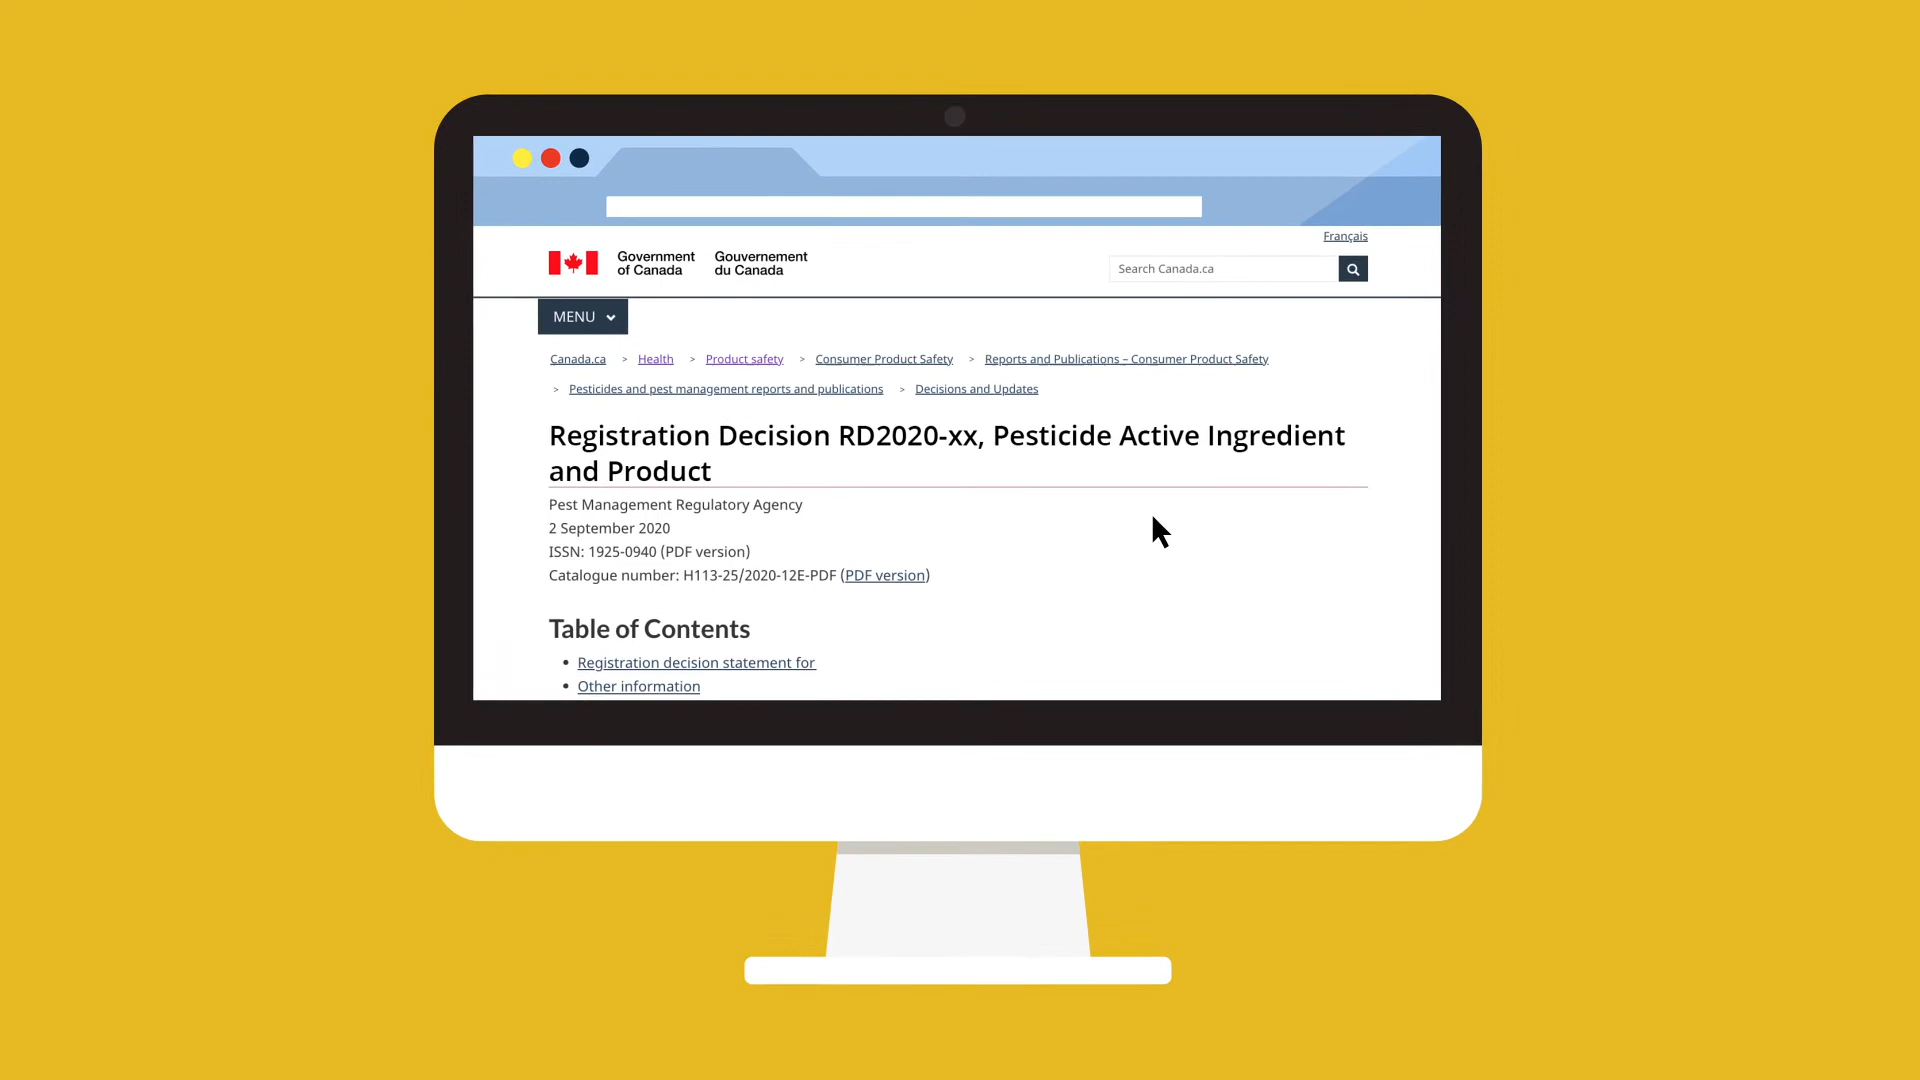 Français
Government of Canada
Gouvernement du Canada
Search Canada.ca
MENU
Canada.ca > Health > Product safety > Consumer Product Safety > Reports and Publications – Consumer Product Safety
> Pesticides and pest management reports and publications > Decisions and Updates
Registration Decision RD2020-xx, Pesticide Active Ingredient
and Product
Pest Management Regulatory Agency
2 September 2020
ISSN: 1925-0940 (PDF version)
Catalogue number: H113-25/2020-12E-PDF (PDF version)
Table of Contents
• Registration decision statement for
• Other information